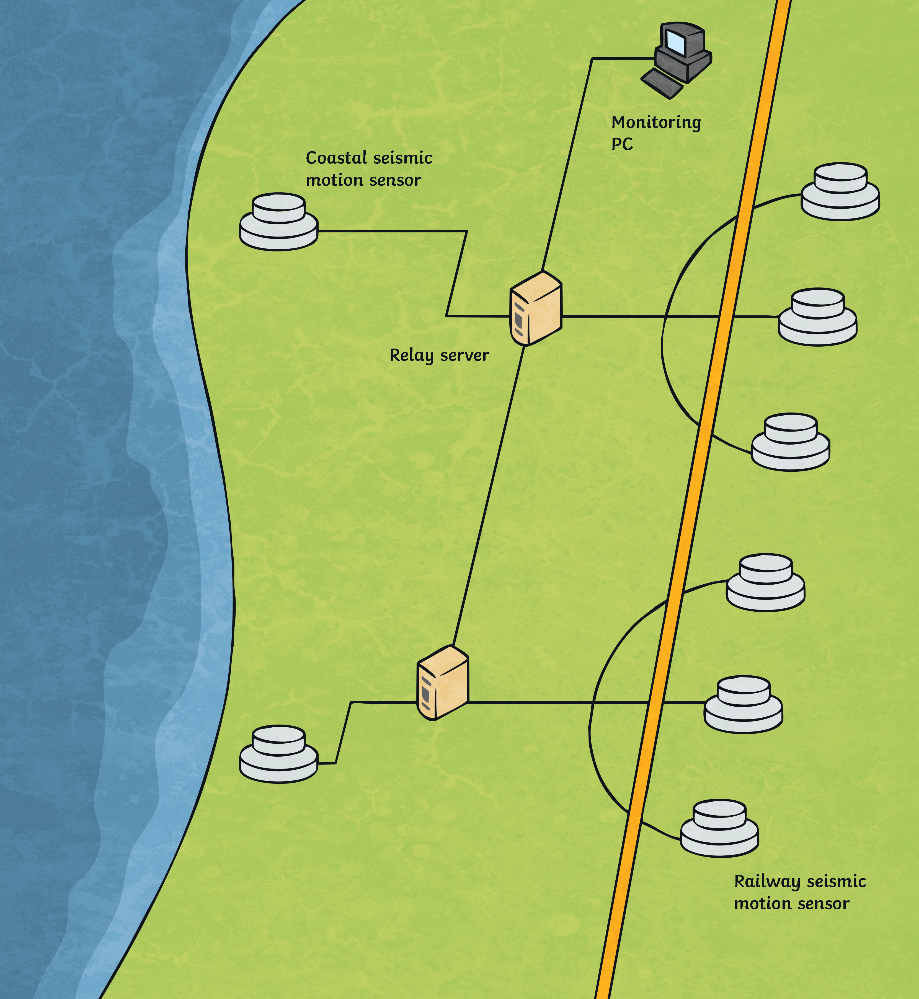 Monitoring
PC
Coastal seismic
motion sensor
Relay server
Railway seismic
motion sensor